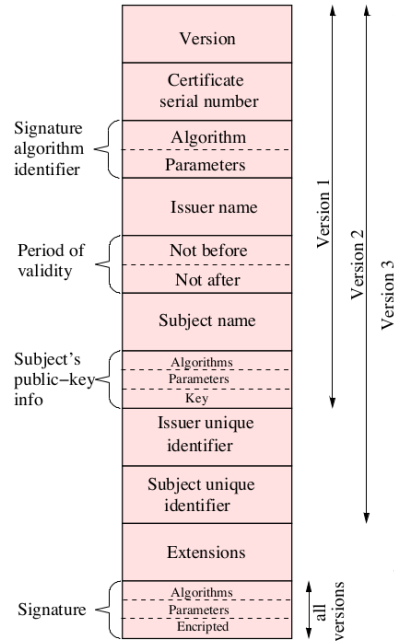 Version
Certificate
serial number
Signature
algorithm
identifier
Algorithm
Parameters
Issuer name
Period of
validity
Not before
Not after
Subject name
Subject's
public-key
info
Algorithms
Parameters
Key
Issuer unique
identifier
Subject unique
identifier
Extensions
Signature
Algorithms
Parameters
Encripted
Version 1
Version 2
Version 3
all
versions